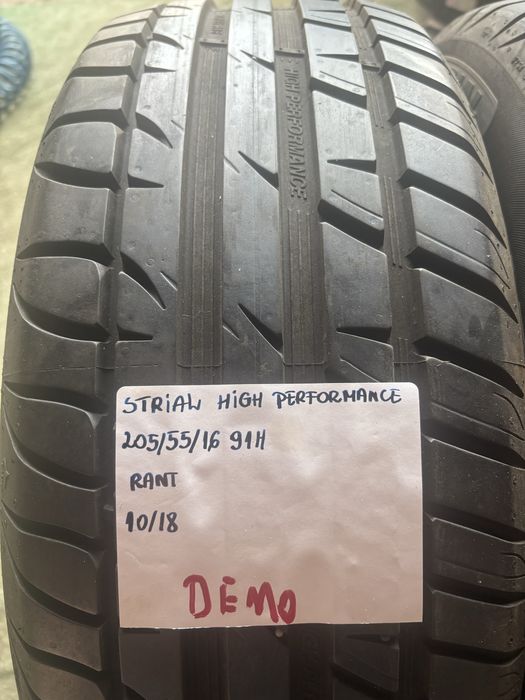 HIGH PERFORMANCE
STRIAL HIGH PERFORMANCE
205/55/16 91H
RANT
10/18
DEMO